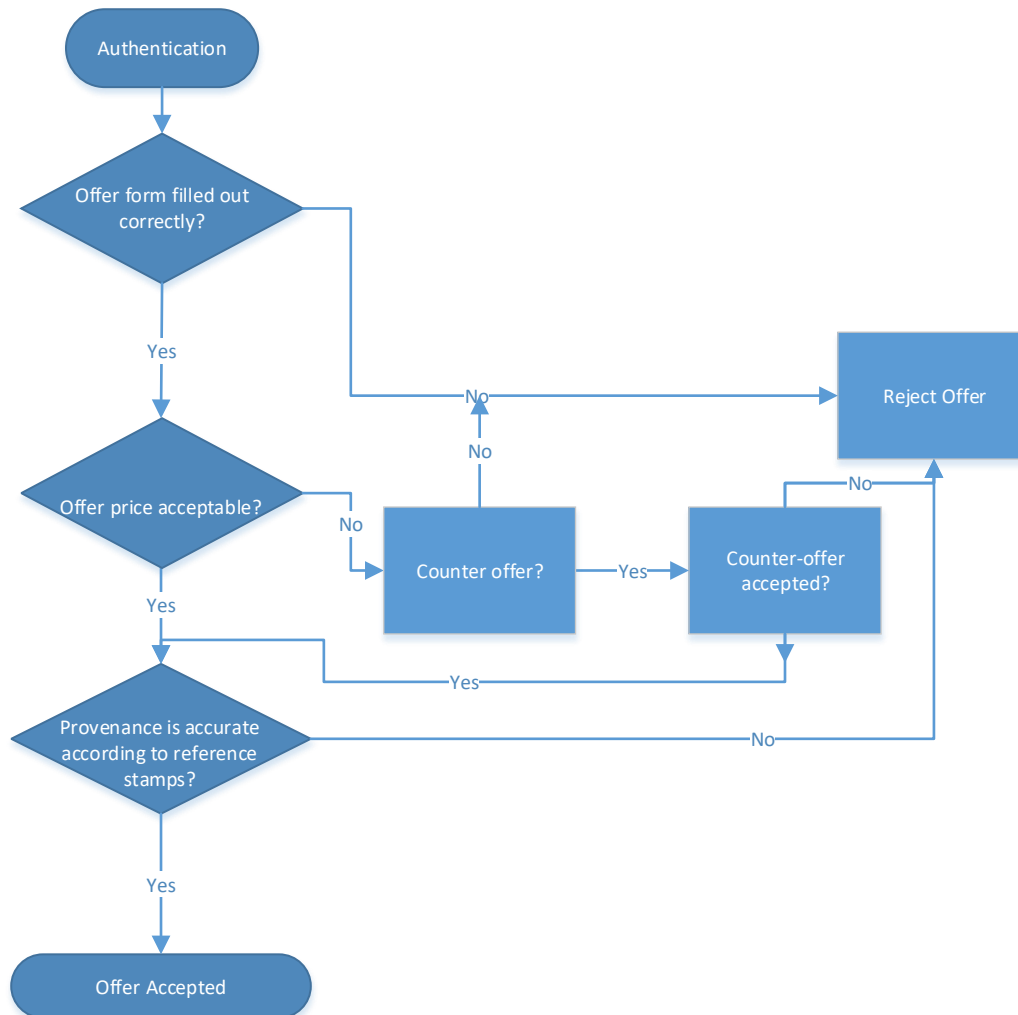 Authentication
Offer form filled out
correctly?
Yes
No
Reject Offer
No
No
Offer price acceptable?
No
Counter offer?
Yes
Counter-offer
accepted?
Yes
Yes
Provenance is accurate
according to reference
stamps?
No
Yes
Offer Accepted